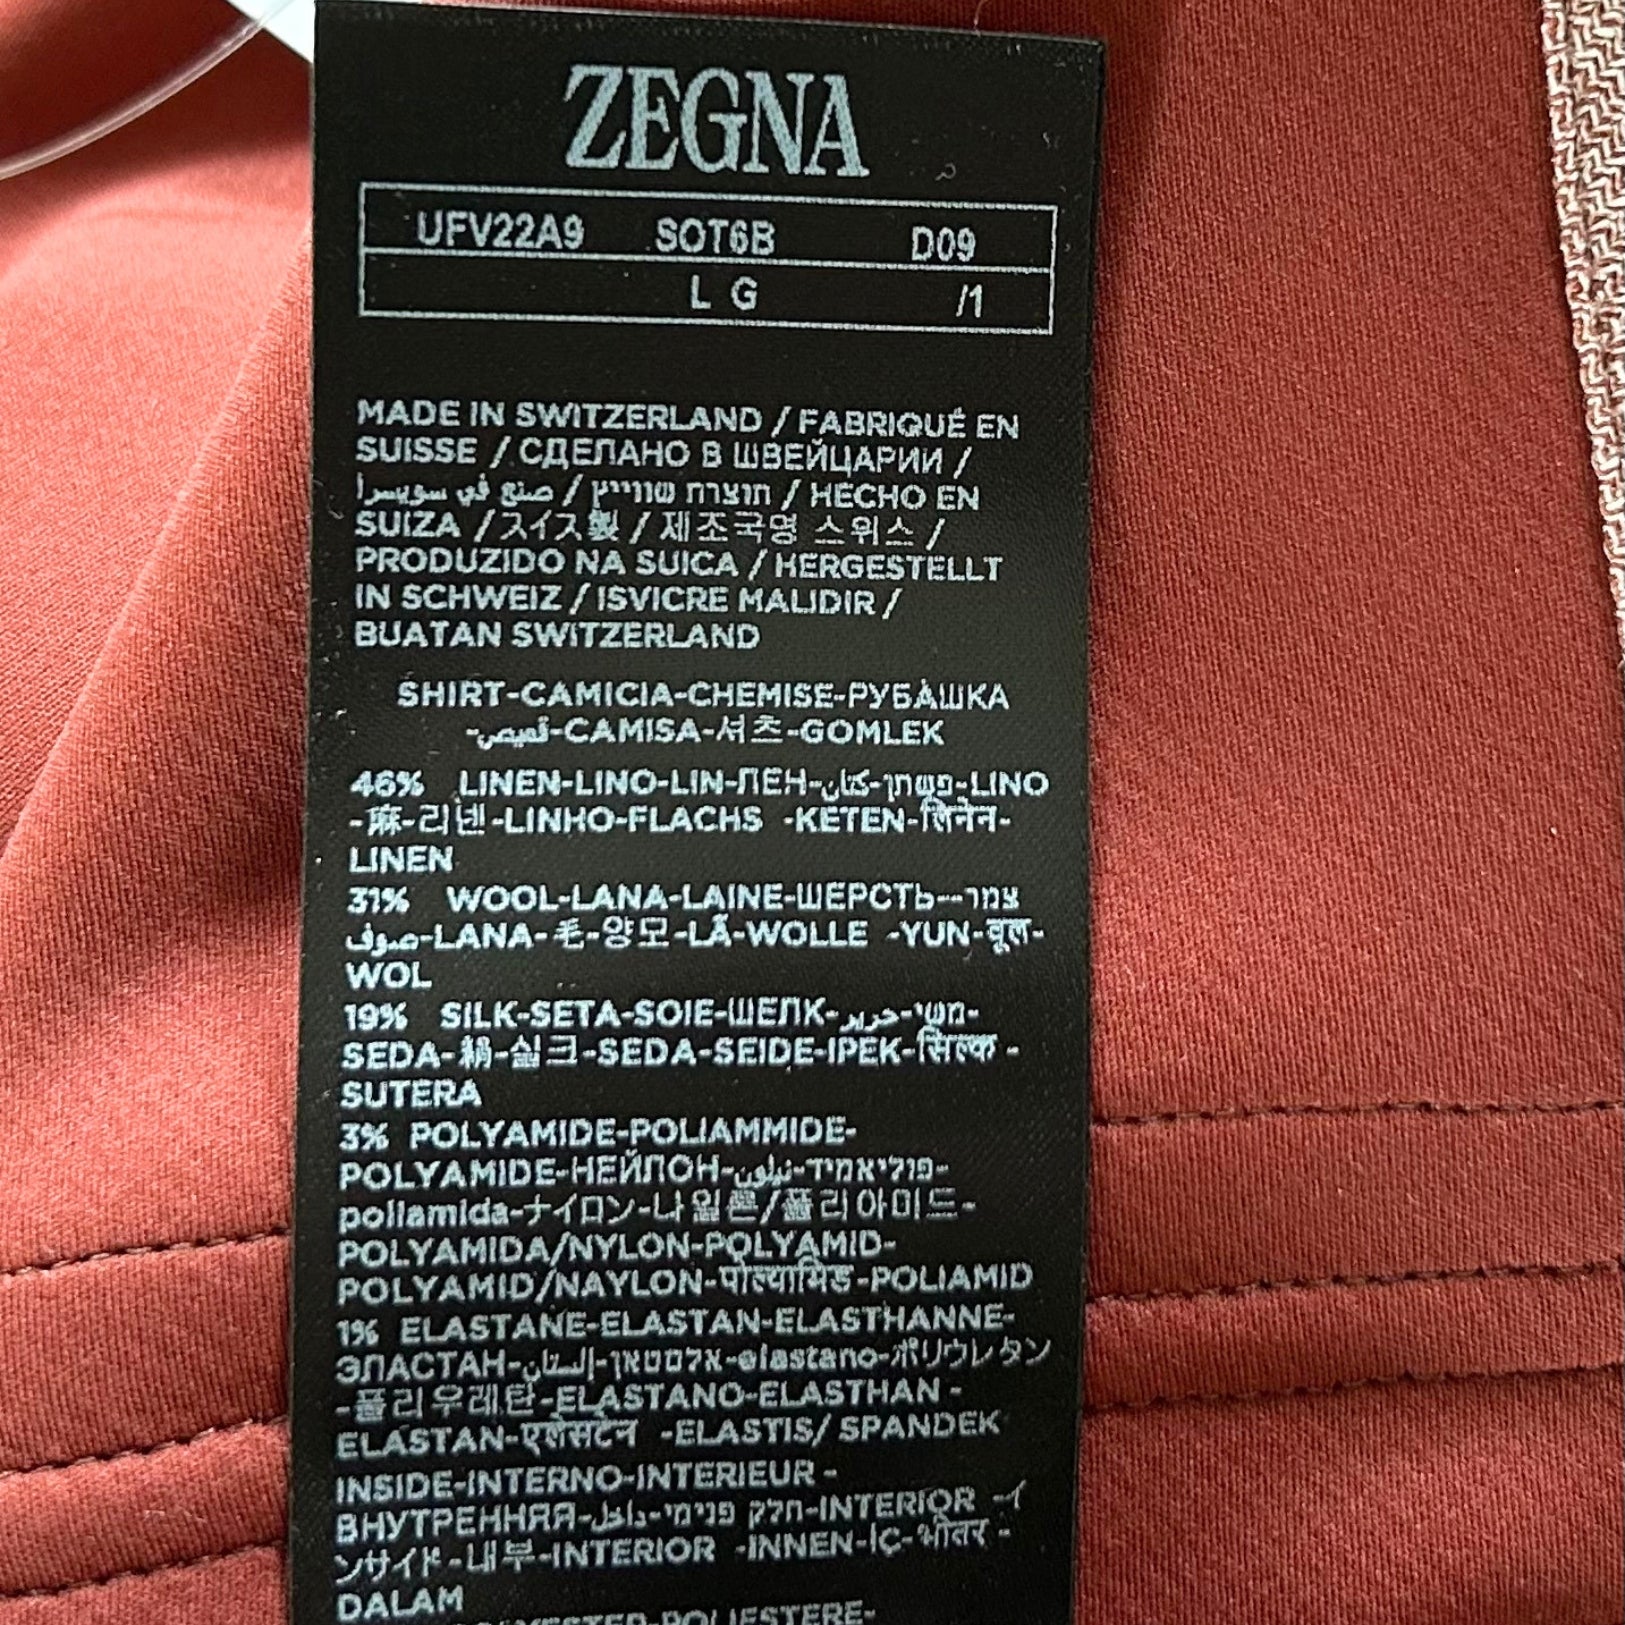 ZEGNA
UFV22A9 SOT6B D09
L G /1
MADE IN SWITZERLAND / FABRIQUÉ EN
SUISSE / СДЕЛАНО В ШВЕЙЦАРИИ /
صنع في سويسرا / תוצרת שווייץ / HECHO EN
SUIZA / スイス製 / 제조국명 스위스 /
PRODUZIDO NA SUICA / HERGESTELLT
IN SCHWEIZ / ISVICRE MALIDIR /
BUATAN SWITZERLAND
SHIRT-CAMICIA-CHEMISE-РУБАШКА
-قميص-CAMISA-셔츠-GOMLEK
46% LINEN-LINO-LIN-ЛЕН-كتان-פשתן-LINO
-麻-리넨-LINHO-FLACHS -KETEN-लिनेन-
LINEN
31% WOOL-LANA-LAINE-ШЕРСТЬ--צמר
صوف-LANA-毛-양모-LÃ-WOLLE -YUN-वूल-
WOL
19% SILK-SETA-SOIE-ШЕЛК-حرير-משי-
SEDA-絹-실크-SEDA-SEIDE-IPEK-सिल्क -
SUTERA
3% POLYAMIDE-POLIAMMIDE-
POLYAMIDE-НЕЙЛОН-نيلون-פוליאמיד-
poliamida-ナイロン-나일론/폴리아미드-
POLYAMIDA/NYLON-POLYAMID-
POLYAMID/NAYLON-पोल्यामिड-POLIAMID
1% ELASTANE-ELASTAN-ELASTHANNE-
ЭЛАСТАН-إلستان-אלסטאן-elastano-ポリウレタン
-폴리우레탄-ELASTANO-ELASTHAN -
ELASTAN-एलेस्टेन -ELASTIS/ SPANDEK
INSIDE-INTERNO-INTERIEUR -
ВНУТРЕННЯЯ-داخل-חלק פנימי-INTERIOR -イ
ンサイド-내부-INTERIOR -INNEN-IÇ-भीतर -
DALAM
POLIESTERE-